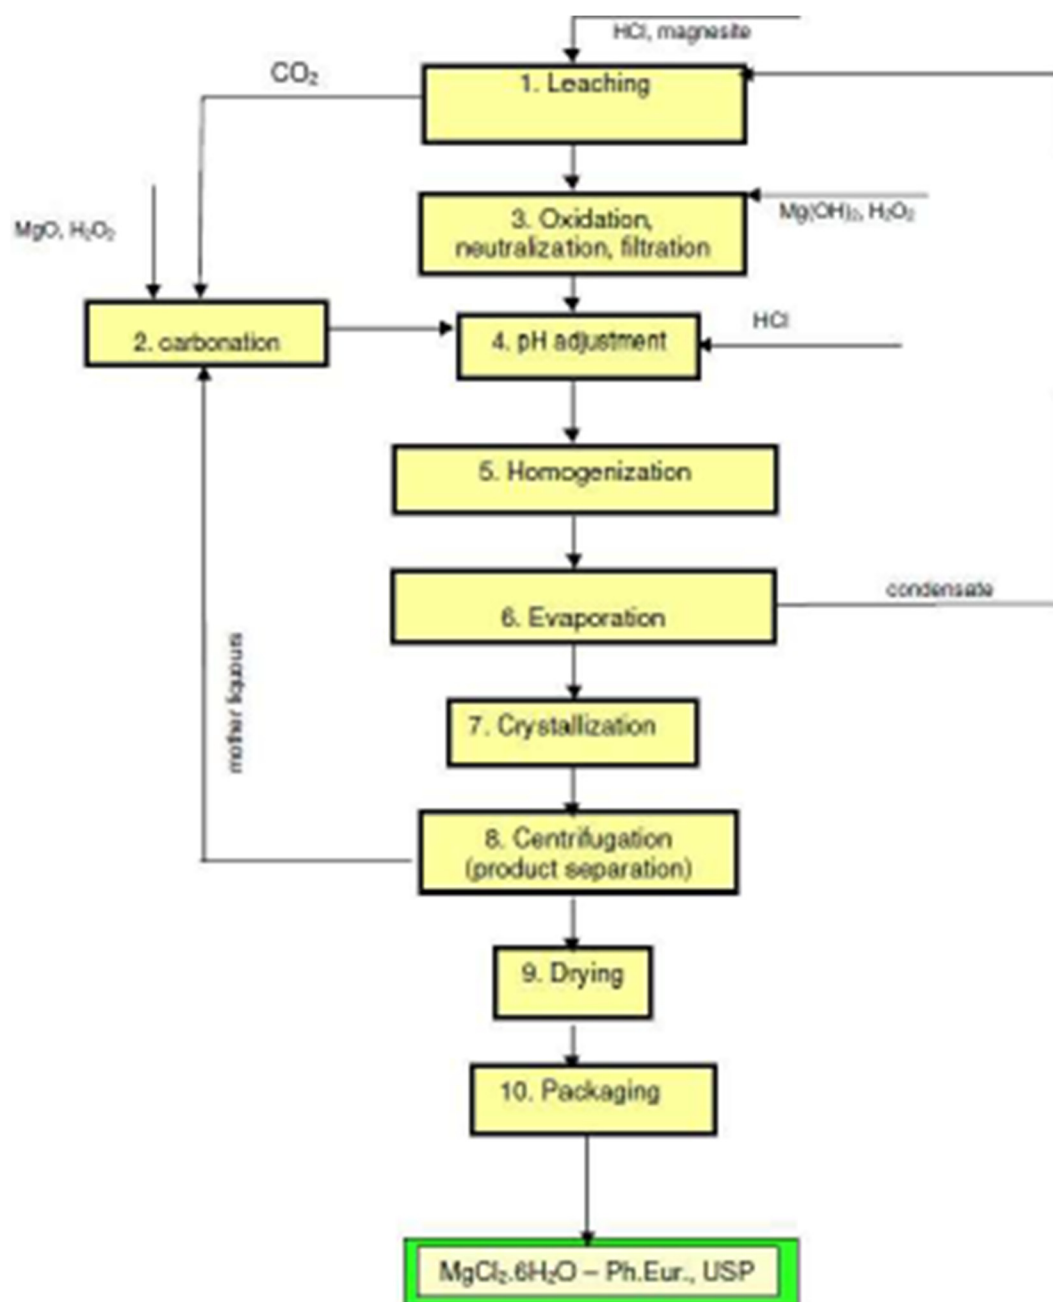 HCl, magnesite
CO₂
1. Leaching
MgO, H₂O₂
3. Oxidation,
neutralization, filtration
Mg(OH)₂, H₂O₂
2. carbonation
4. pH adjustment
HCl
5. Homogenization
6. Evaporation
condensate
mother liquours
7. Crystallization
8. Centrifugation
(product separation)
9. Drying
10. Packaging
MgCl₂.6H₂O – Ph.Eur., USP